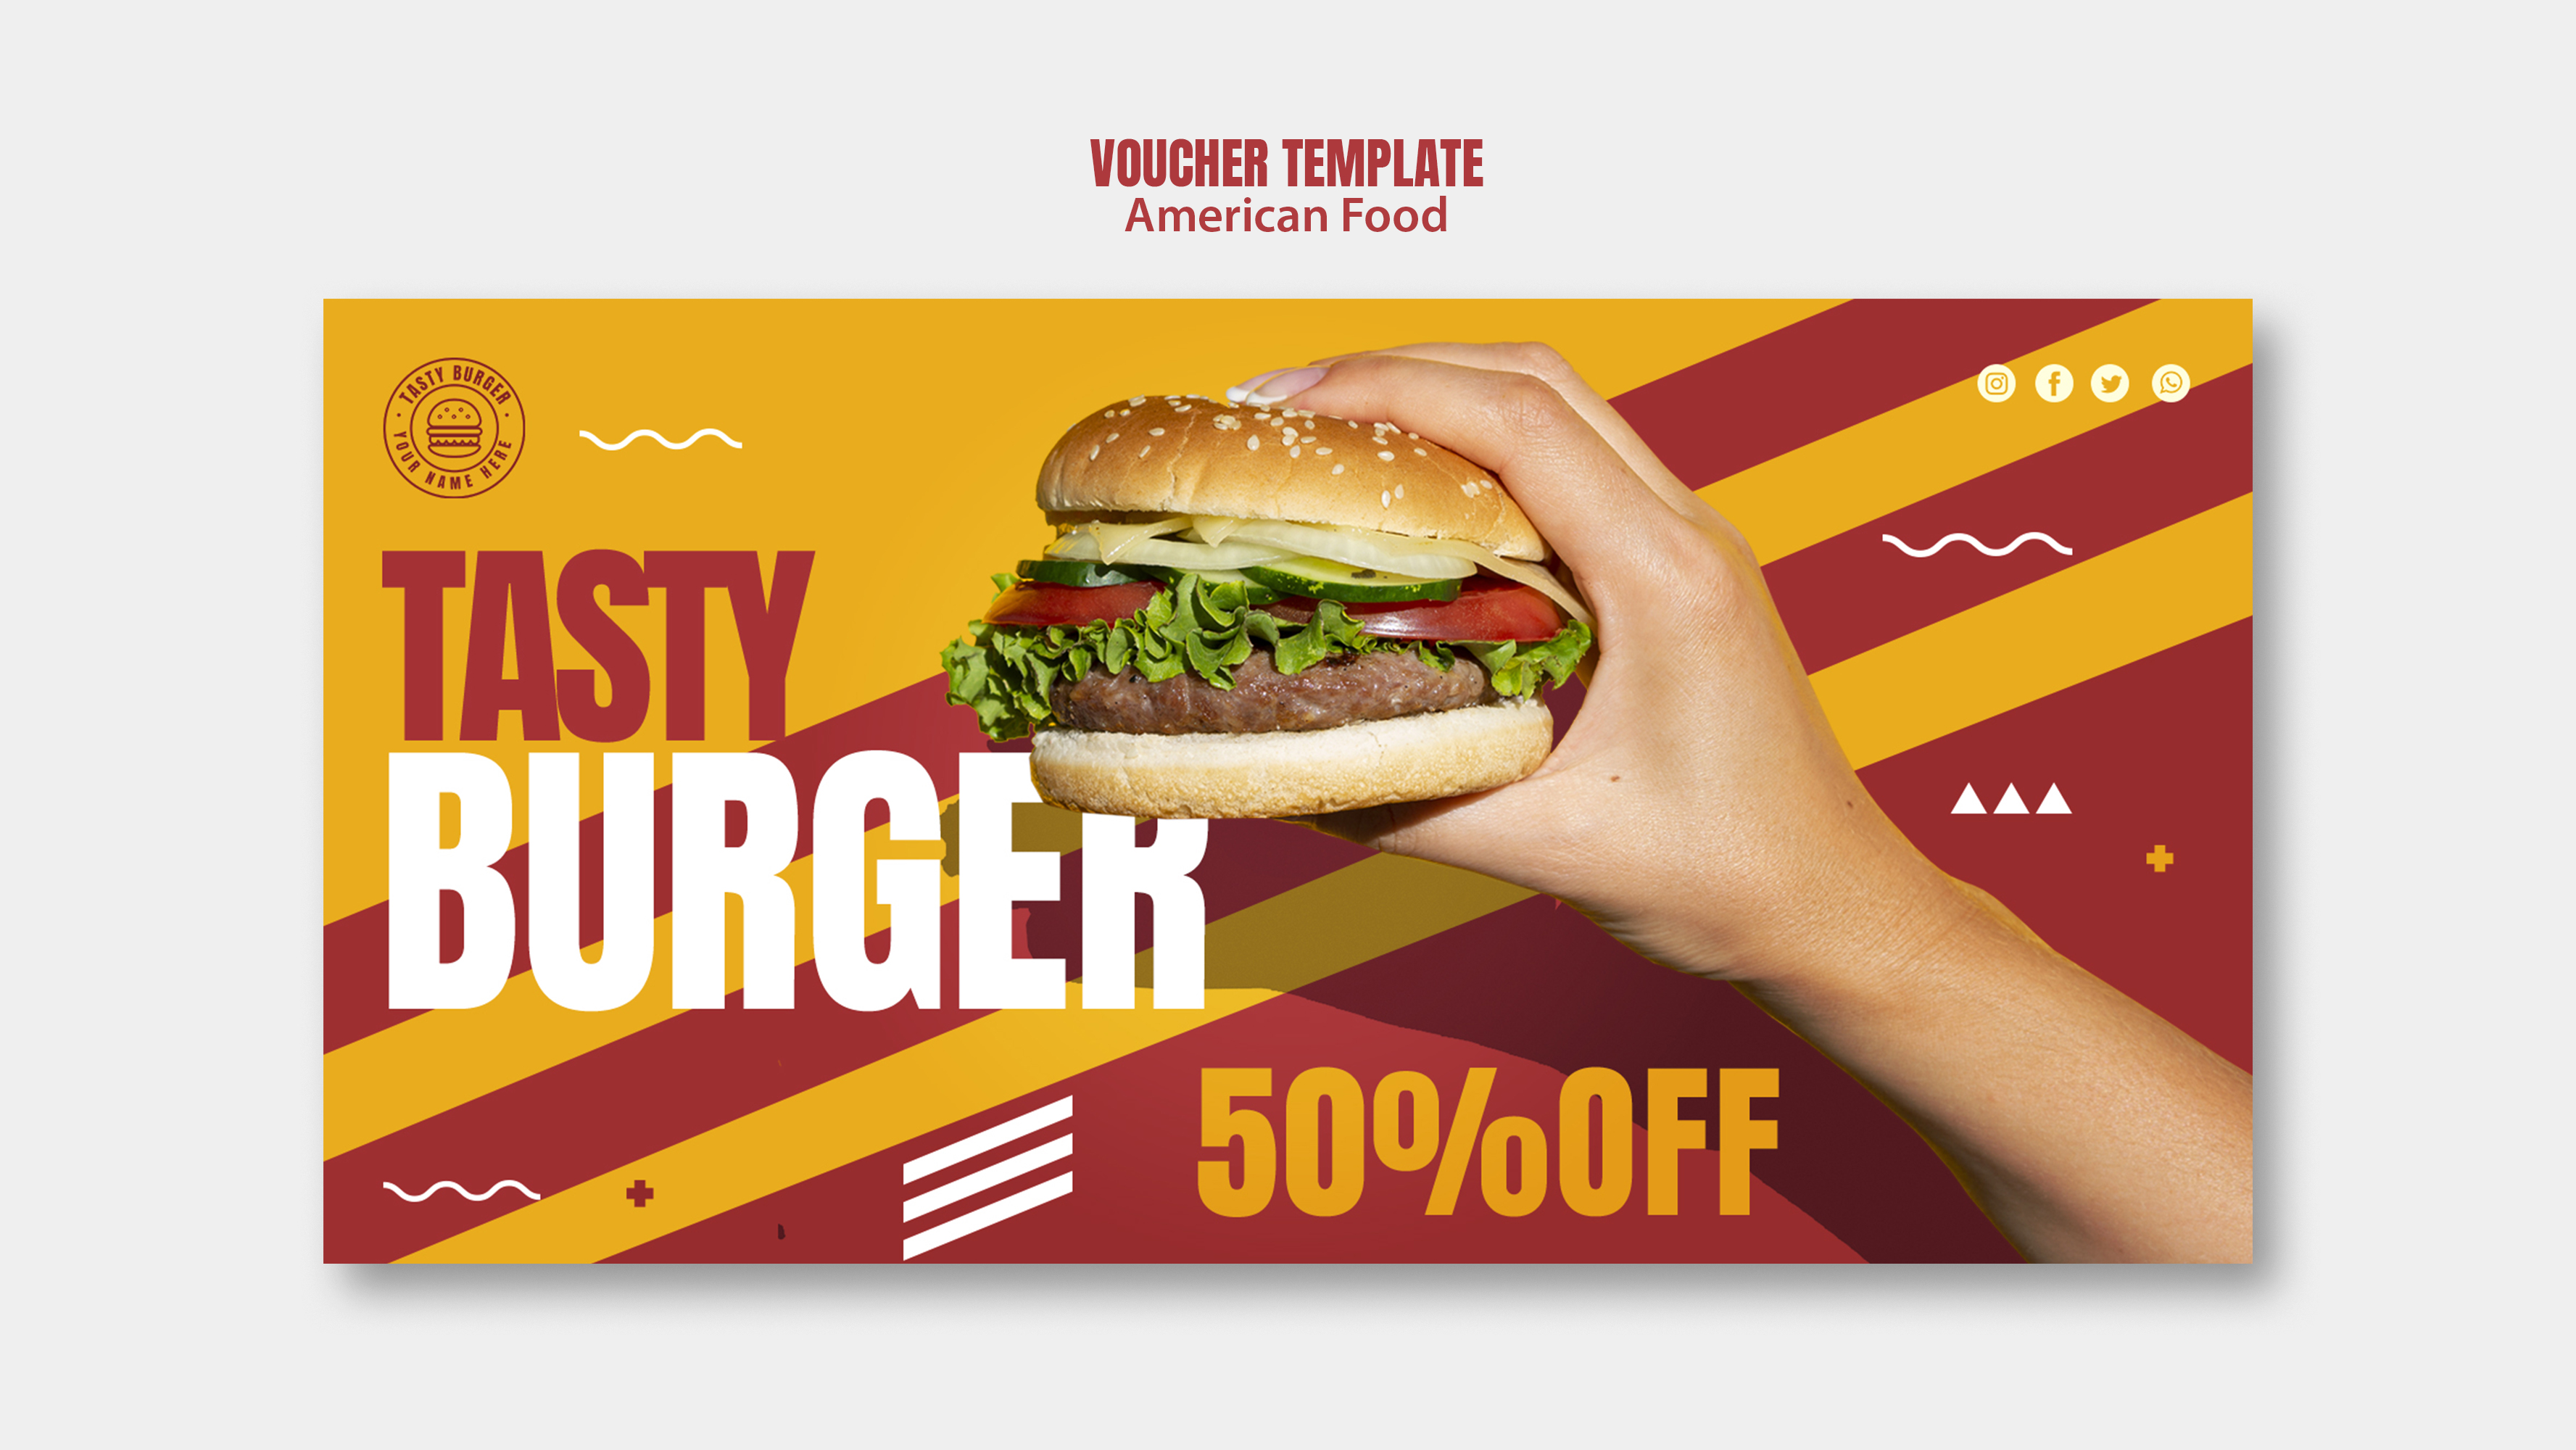 VOUCHER TEMPLATE
American Food
TASTY BURGER
YOUR NAME HERE
TASTY
BURGER
50%OFF